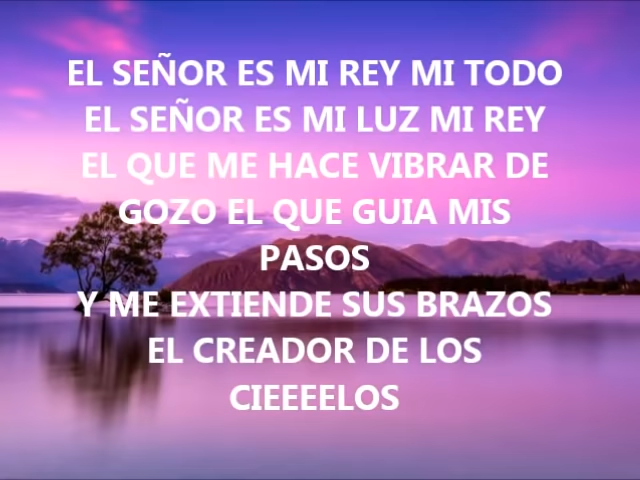 EL SEÑOR ES MI REY MI TODO
EL SEÑOR ES MI LUZ MI REY
EL QUE ME HACE VIBRAR DE
GOZO EL QUE GUIA MIS
PASOS
Y ME EXTIENDE SUS BRAZOS
EL CREADOR DE LOS
CIEEEELOS